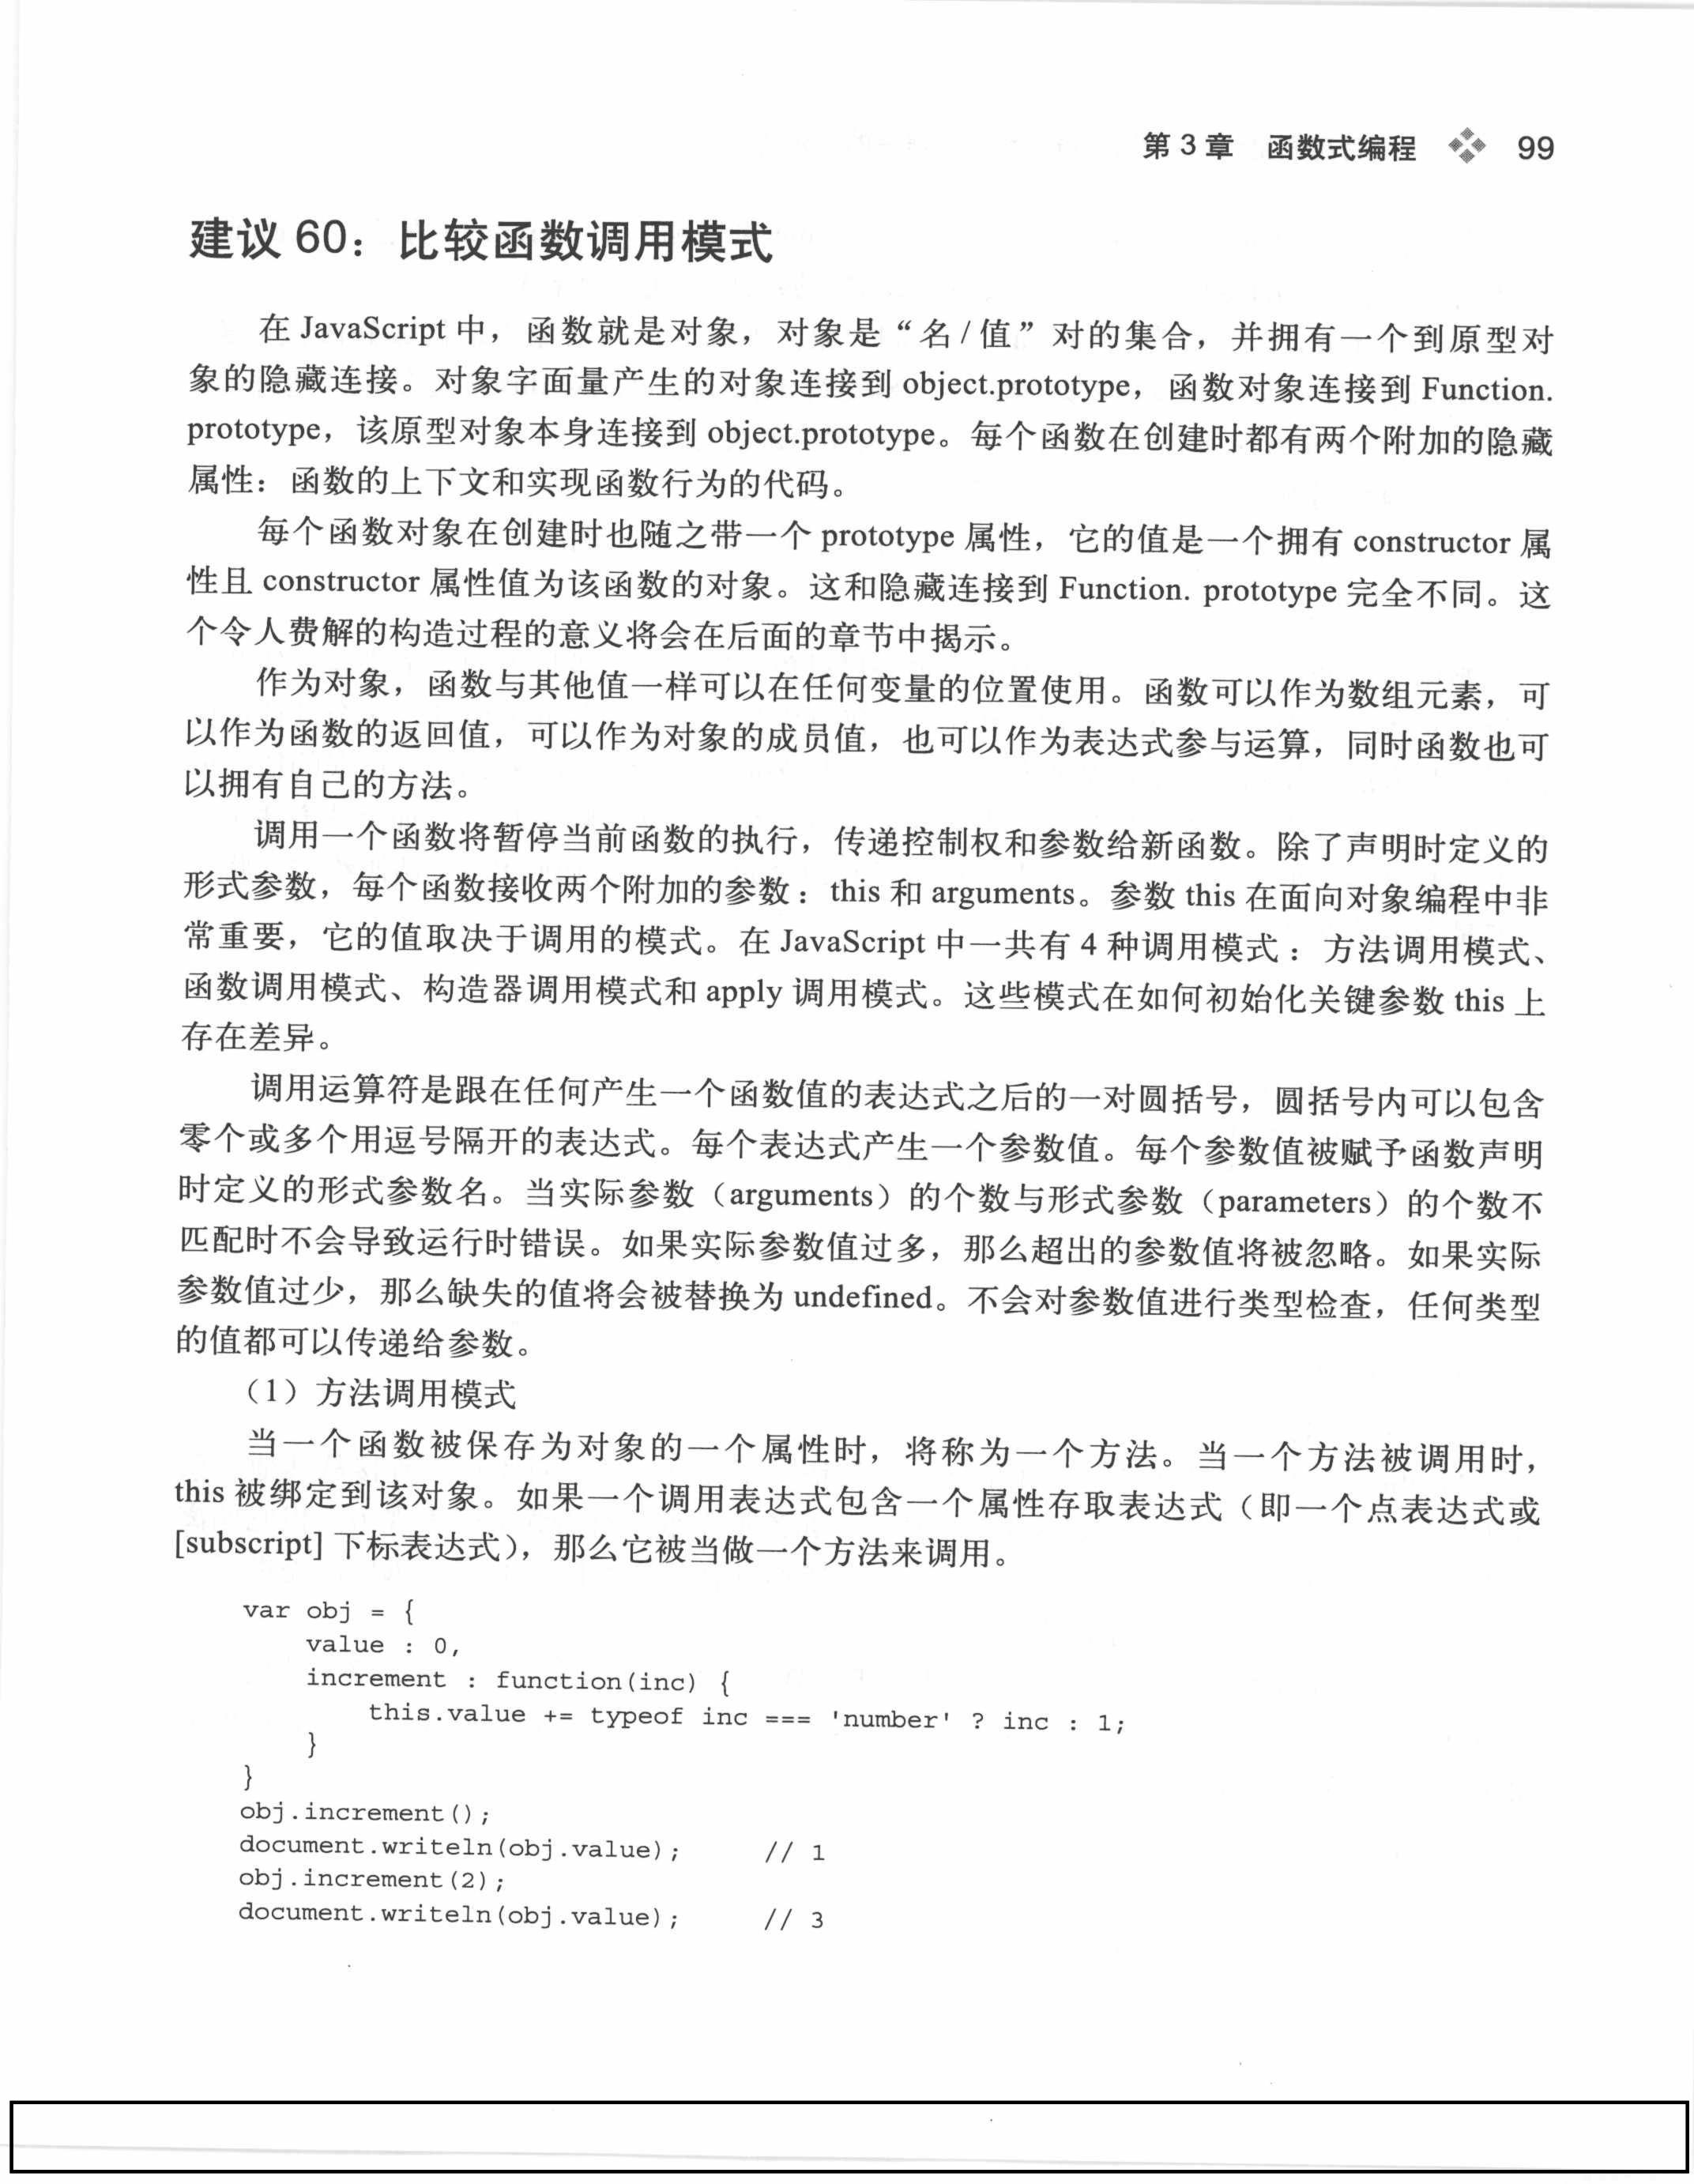 第 3 章 函数式编程 99
建议 60：比较函数调用模式
在 JavaScript 中，函数就是对象，对象是“名 / 值”对的集合，并拥有一个到原型对
象的隐藏连接。对象字面量产生的对象连接到 object.prototype，函数对象连接到 Function.
prototype，该原型对象本身连接到 object.prototype。每个函数在创建时都有两个附加的隐藏
属性：函数的上下文和实现函数行为的代码。
每个函数对象在创建时也随之带一个 prototype 属性，它的值是一个拥有 constructor 属
性且 constructor 属性值为该函数的对象。这和隐藏连接到 Function. prototype 完全不同。这
个令人费解的构造过程的意义将会在后面的章节中揭示。
作为对象，函数与其他值一样可以在任何变量的位置使用。函数可以作为数组元素，可
以作为函数的返回值，可以作为对象的成员值，也可以作为表达式参与运算，同时函数也可
以拥有自己的方法。
调用一个函数将暂停当前函数的执行，传递控制权和参数给新函数。除了声明时定义的
形式参数，每个函数接收两个附加的参数：this 和 arguments。参数 this 在面向对象编程中非
常重要，它的值取决于调用的模式。在 JavaScript 中一共有 4 种调用模式：方法调用模式、
函数调用模式、构造器调用模式和 apply 调用模式。这些模式在如何初始化关键参数 this 上
存在差异。
调用运算符是跟在任何产生一个函数值的表达式之后的一对圆括号，圆括号内可以包含
零个或多个用逗号隔开的表达式。每个表达式产生一个参数值。每个参数值被赋予函数声明
时定义的形式参数名。当实际参数（arguments）的个数与形式参数（parameters）的个数不
匹配时不会导致运行时错误。如果实际参数值过多，那么超出的参数值将被忽略。如果实际
参数值过少，那么缺失的值将会被替换为 undefined。不会对参数值进行类型检查，任何类型
的值都可以传递给参数。
（1）方法调用模式
当一个函数被保存为对象的一个属性时，将称为一个方法。当一个方法被调用时，
this 被绑定到该对象。如果一个调用表达式包含一个属性存取表达式（即一个点表达式或
[subscript] 下标表达式），那么它被当做一个方法来调用。
var obj = {
    value : 0,
    increment : function(inc) {
        this.value += typeof inc === 'number' ? inc : 1;
    }
}
obj.increment();
document.writeln(obj.value);     // 1
obj.increment(2);
document.writeln(obj.value);     // 3